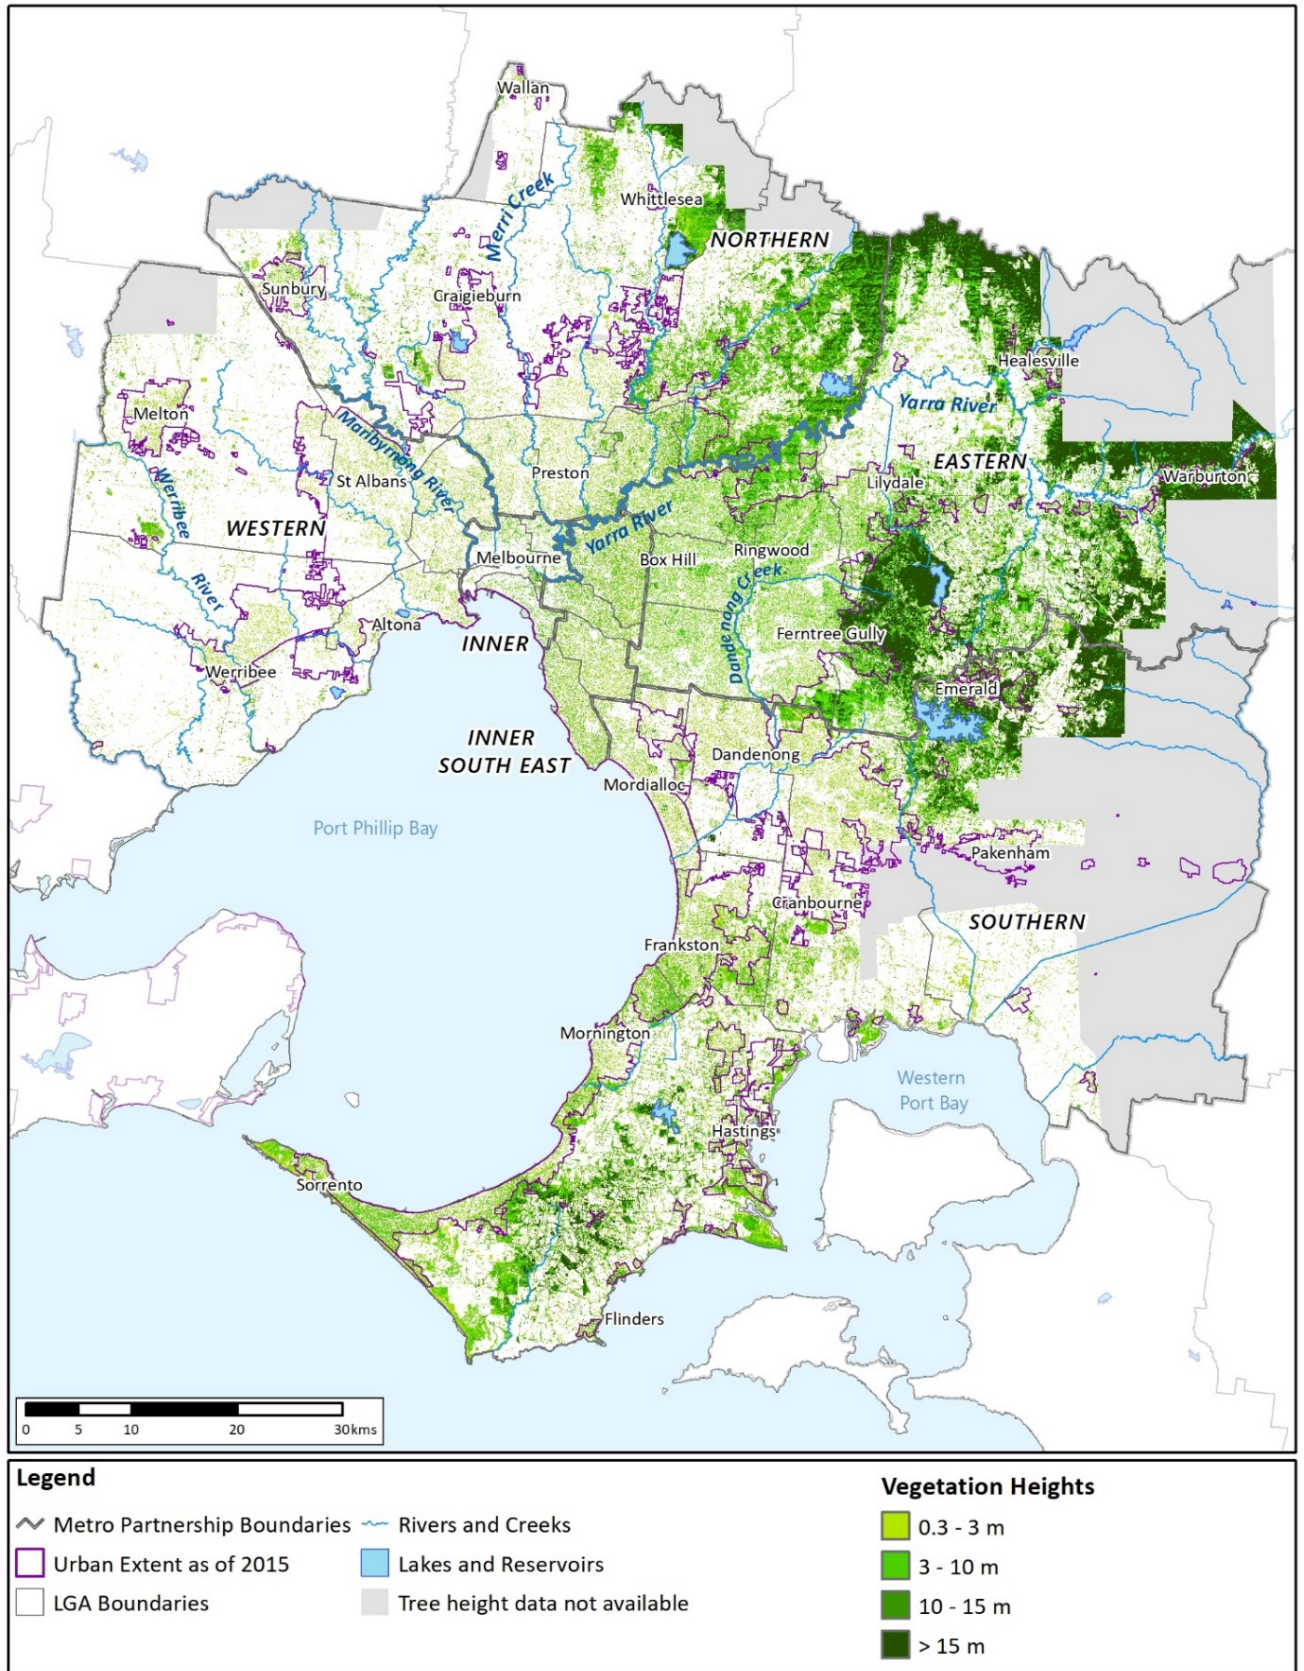 Wallan
Whittlesea
Merri Creek
NORTHERN
Sunbury
Craigieburn
Healesville
Melton
Maribyrnong River
Yarra River
Preston
EASTERN
Lilydale
Warburton
St Albans
Werribee
River
WESTERN
Yarra River
Melbourne
Box Hill
Ringwood
Dandenong Creek
Altona
INNER
Ferntree Gully
Werribee
Emerald
INNER
SOUTH EAST
Dandenong
Mordialloc
Port Phillip Bay
Pakenham
Cranbourne
SOUTHERN
Frankston
Mornington
Western
Port Bay
Hastings
Sorrento
Flinders
0 5 10 20 30kms
Legend
Metro Partnership Boundaries
Urban Extent as of 2015
LGA Boundaries
Rivers and Creeks
Lakes and Reservoirs
Tree height data not available
Vegetation Heights
0.3 - 3 m
3 - 10 m
10 - 15 m
> 15 m